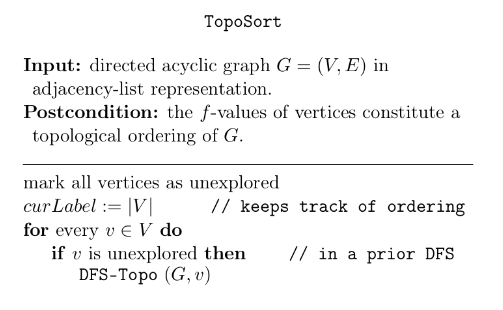 TopoSort
Input: directed acyclic graph G = (V, E) in
adjacency-list representation.
Postcondition: the f-values of vertices constitute a
topological ordering of G.
mark all vertices as unexplored
curLabel := |V| // keeps track of ordering
for every v ∈ V do
if v is unexplored then // in a prior DFS
DFS-Topo (G, v)